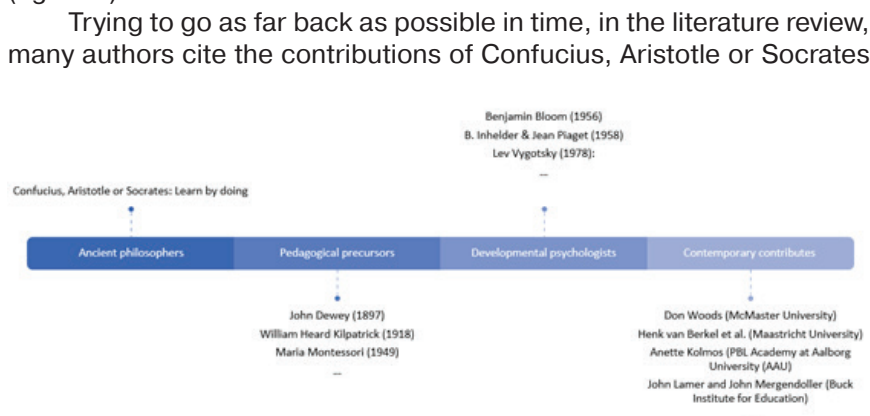 Trying to go as far back as possible in time, in the literature review,
many authors cite the contributions of Confucius, Aristotle or Socrates
Benjamin Bloom (1956)
B. Inhelder & Jean Piaget (1958)
Lev Vygotsky (1978):
...
Confucius, Aristotle or Socrates: Learn by doing
Ancient philosophers
Pedagogical precursors
Developmental psychologists
Contemporary contributes
John Dewey (1897)
William Heard Kilpatrick (1918)
Maria Montessori (1949)
...
Don Woods (McMaster University)
Henk van Berkel et al. (Maastricht University)
Anette Kolmos (PBL Academy at Aalborg
University (AAU)
John Lamer and John Mergendoller (Buck
Institute for Education)